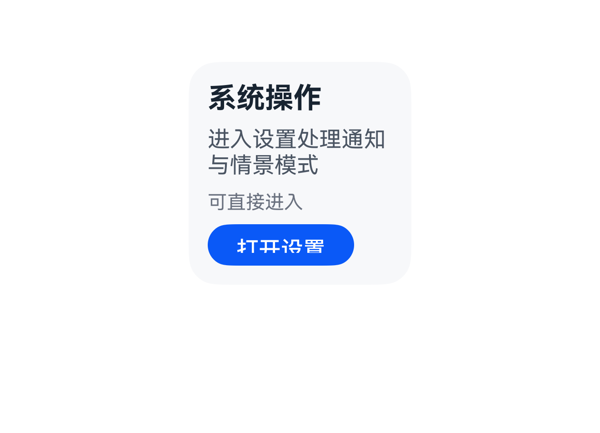 系统操作
进入设置处理通知
与情景模式
可直接进入
打开设置